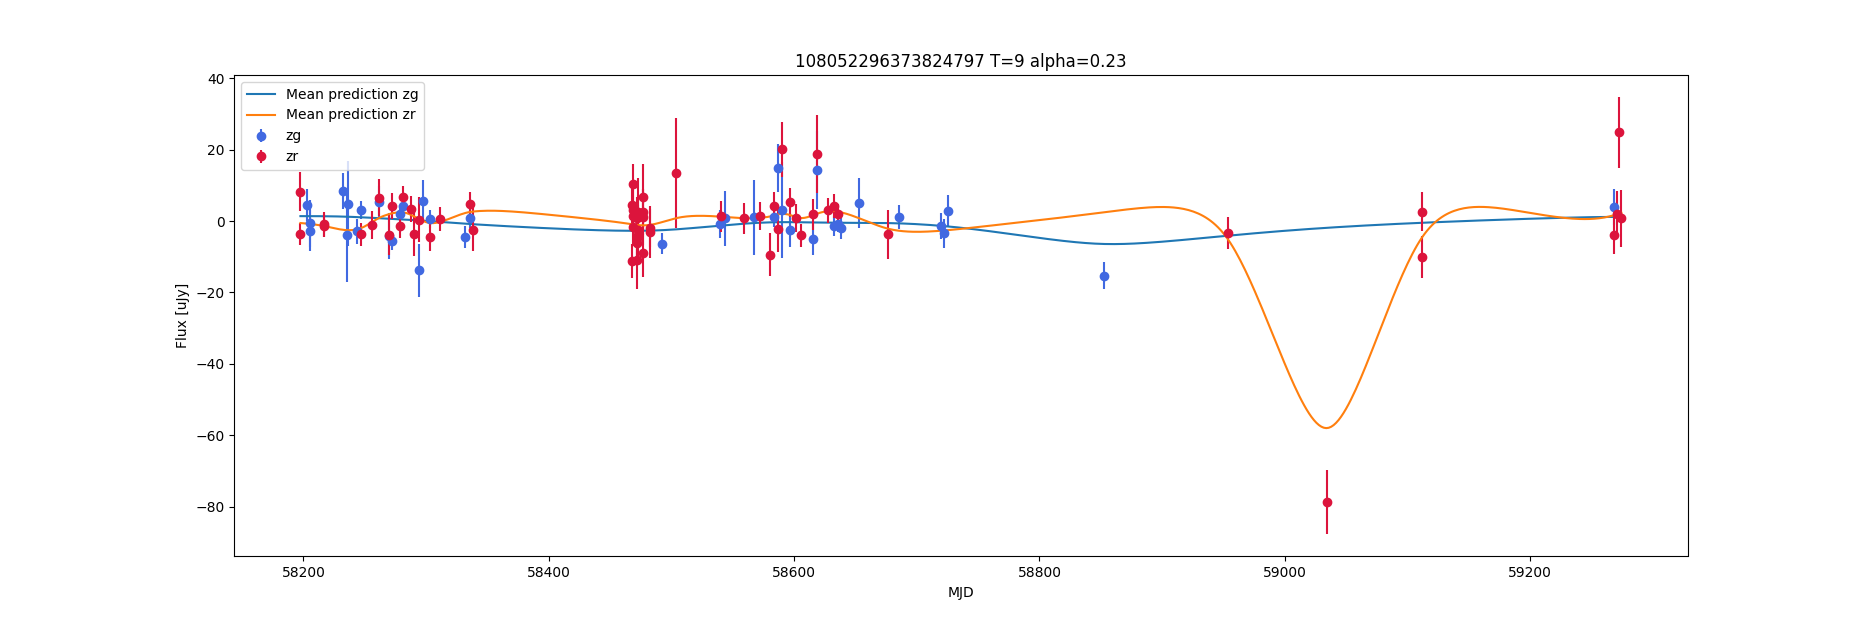 108052296373824797 T=9 alpha=0.23
Mean prediction zg
Mean prediction zr
zg
zr
40
20
0
−20
−40
−60
−80
Flux [uJy]
58200
58400
58600
58800
59000
59200
MJD